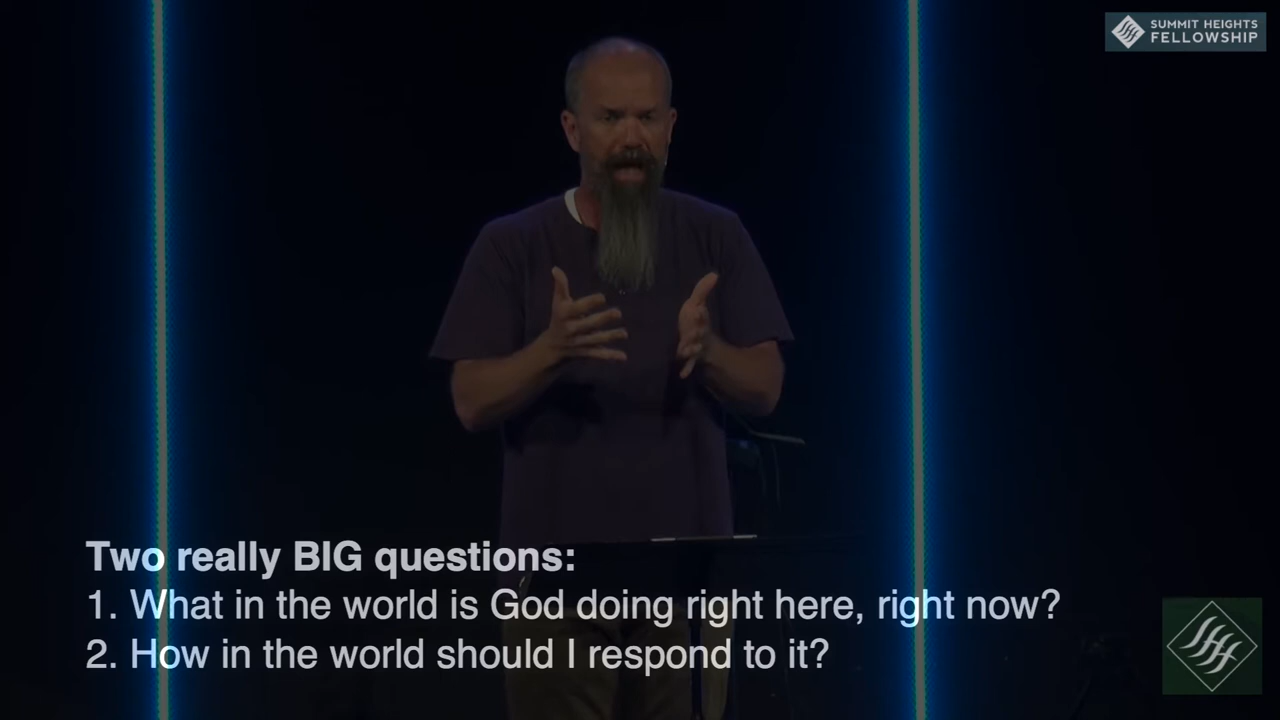 SUMMIT HEIGHTS
FELLOWSHIP
Two really BIG questions:
1. What in the world is God doing right here, right now?
2. How in the world should I respond to it?